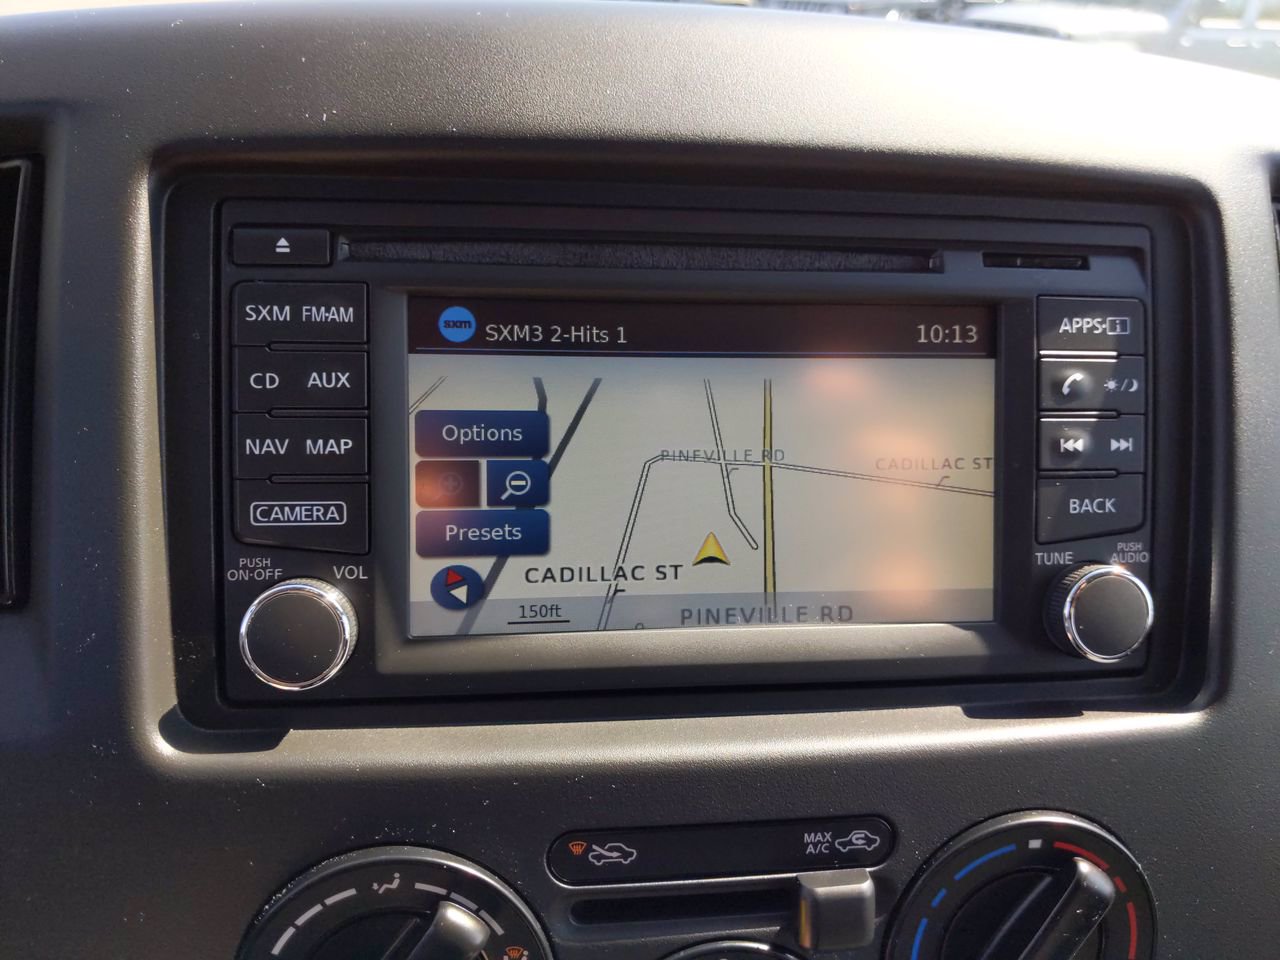 SXM FM·AM
CD AUX
NAV MAP
CAMERA
PUSH
ON·OFF
VOL
sxm SXM3 2-Hits 1 10:13
Options
Presets
PINEVILLE RD
CADILLAC ST
CADILLAC ST
150ft
PINEVILLE RD
APPS·i
BACK
TUNE
PUSH
AUDIO
MAX
A/C